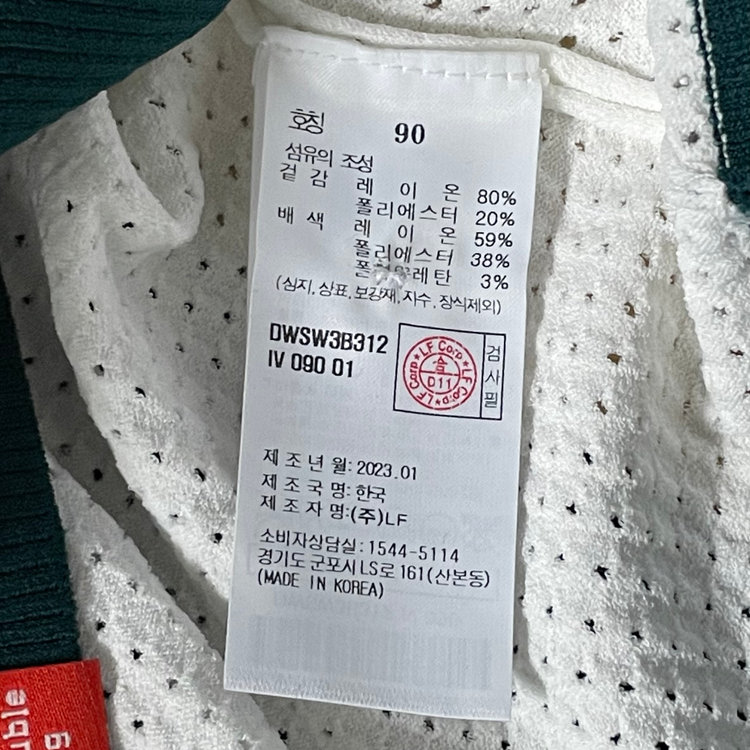 호칭 90
섬유의 조성
겉 감 레 이 온 80%
폴리에스터 20%
배 색 레 이 온 59%
폴리에스터 38%
폴리우레탄 3%
(심지, 상표, 보강재, 자수, 장식제외)
DWSW3B312
IV 090 01
LF Corp ★ LF Corp ★ LF Corp ★
011
검사필
제 조 년 월: 2023.01
제 조 국 명: 한국
제 조 자 명:(주)LF
소비자상담실: 1544-5114
경기도 군포시 LS로 161(산본동)
(MADE IN KOREA)